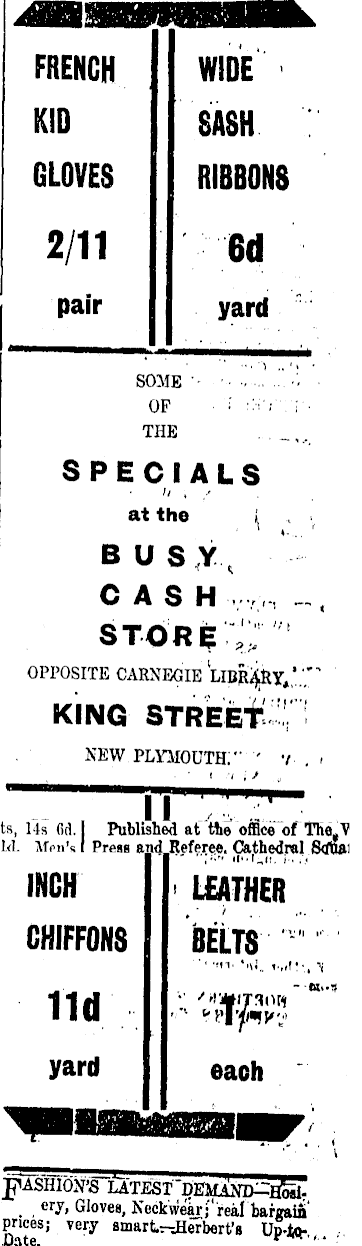 FRENCH
KID
GLOVES
2/11
pair
WIDE
SASH
RIBBONS
6d
yard
SOME
OF
THE
SPECIALS
at the
BUSY
CASH
STORE
OPPOSITE CARNEGIE LIBRARY,
KING STREET
NEW PLYMOUTH.
ts, 14s 6d.
ld. Men's
Published at the office of The
Press and Referee, Cathedral
INCH
CHIFFONS
11d
yard
LEATHER
BELTS
each
FASHION'S LATEST DEMAND—Hosi-
ery, Gloves, Neckwear; real bargain
prices; very smart.—Herbert's Up-to-
Date.